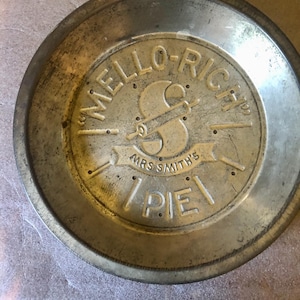 "MELLO-RICH"
S
MRS SMITH'S
PIE